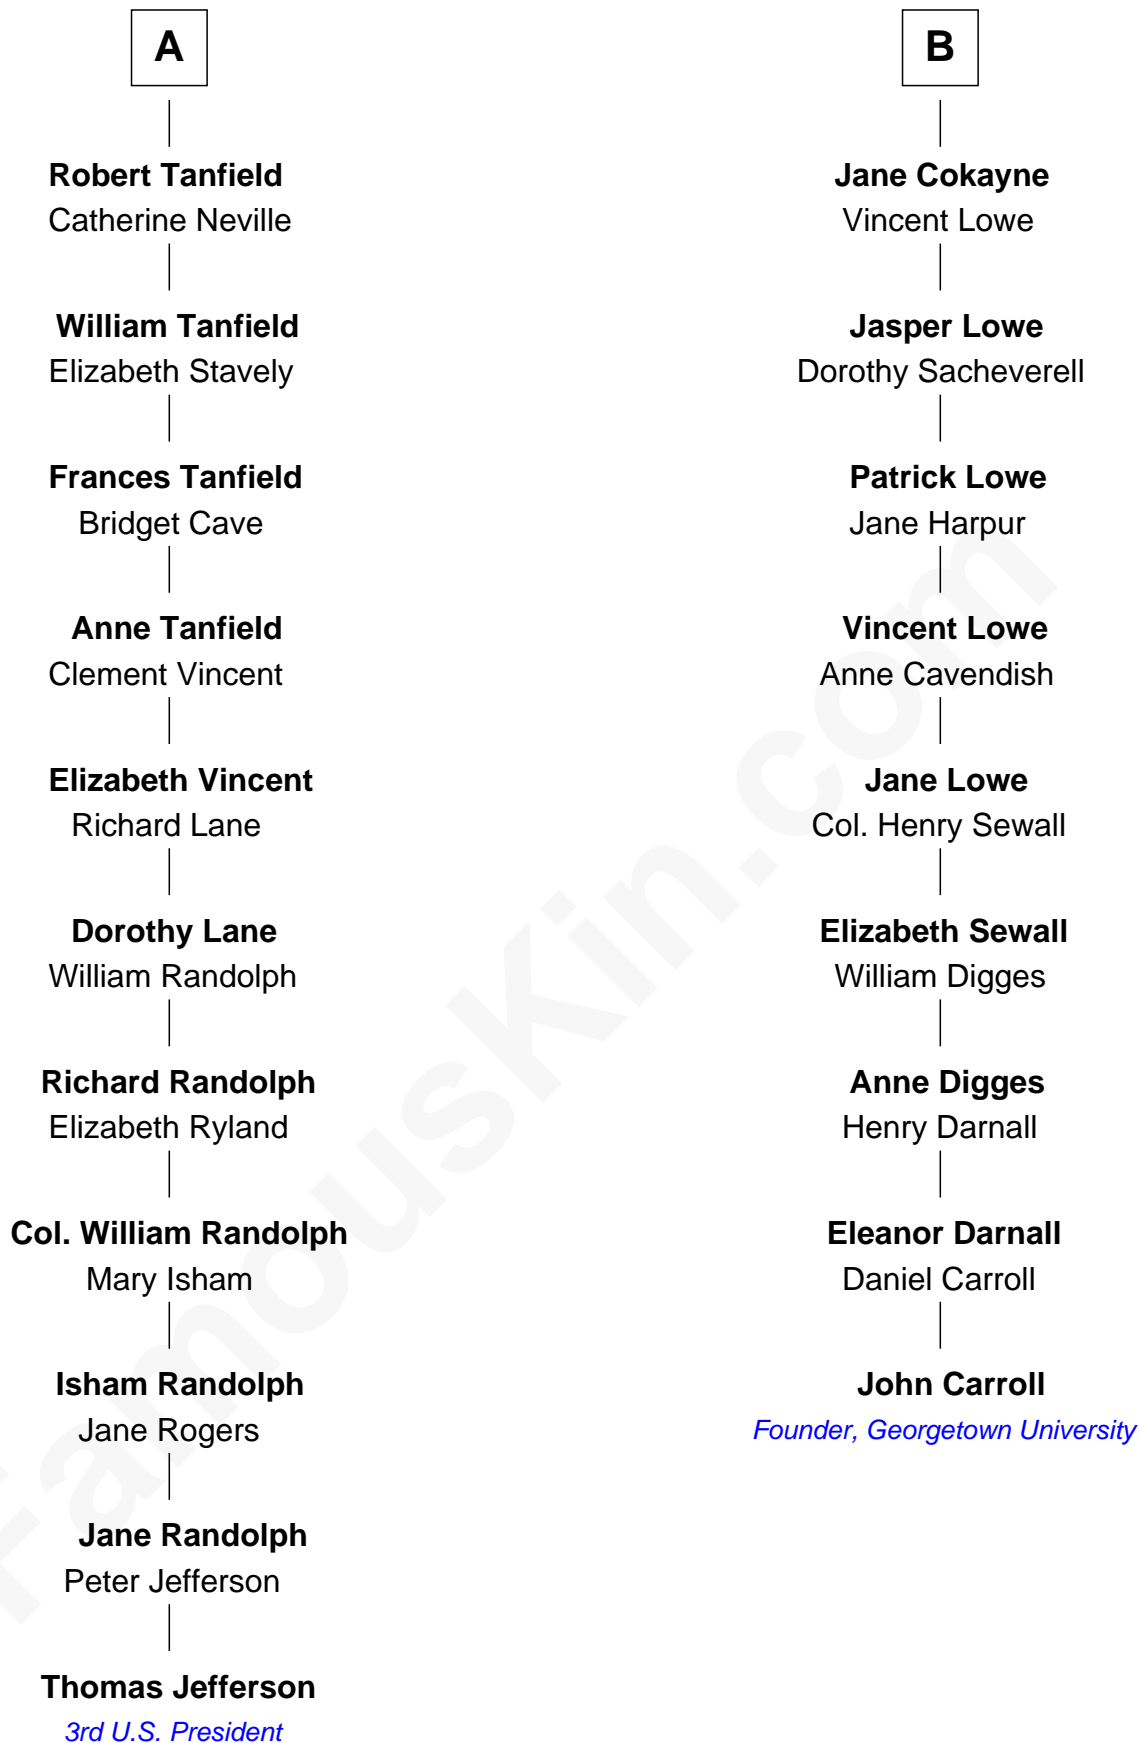 A
Robert Tanfield
Catherine Neville
William Tanfield
Elizabeth Stavely
Frances Tanfield
Bridget Cave
Anne Tanfield
Clement Vincent
Elizabeth Vincent
Richard Lane
Dorothy Lane
William Randolph
Richard Randolph
Elizabeth Ryland
Col. William Randolph
Mary Isham
Isham Randolph
Jane Rogers
Jane Randolph
Peter Jefferson
Thomas Jefferson
3rd U.S. President
B
Jane Cokayne
Vincent Lowe
Jasper Lowe
Dorothy Sacheverell
Patrick Lowe
Jane Harpur
Vincent Lowe
Anne Cavendish
Jane Lowe
Col. Henry Sewall
Elizabeth Sewall
William Digges
Anne Digges
Henry Darnall
Eleanor Darnall
Daniel Carroll
John Carroll
Founder, Georgetown University
FamousKin.com